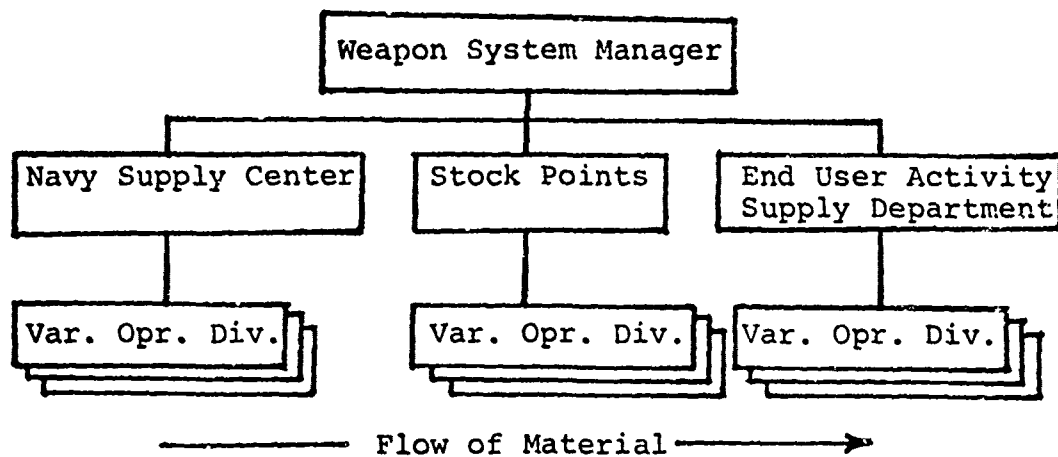 Weapon System Manager
Navy Supply Center
Stock Points
End User Activity
Supply Department
Var. Opr. Div.
Var. Opr. Div.
Var. Opr. Div.
Flow of Material